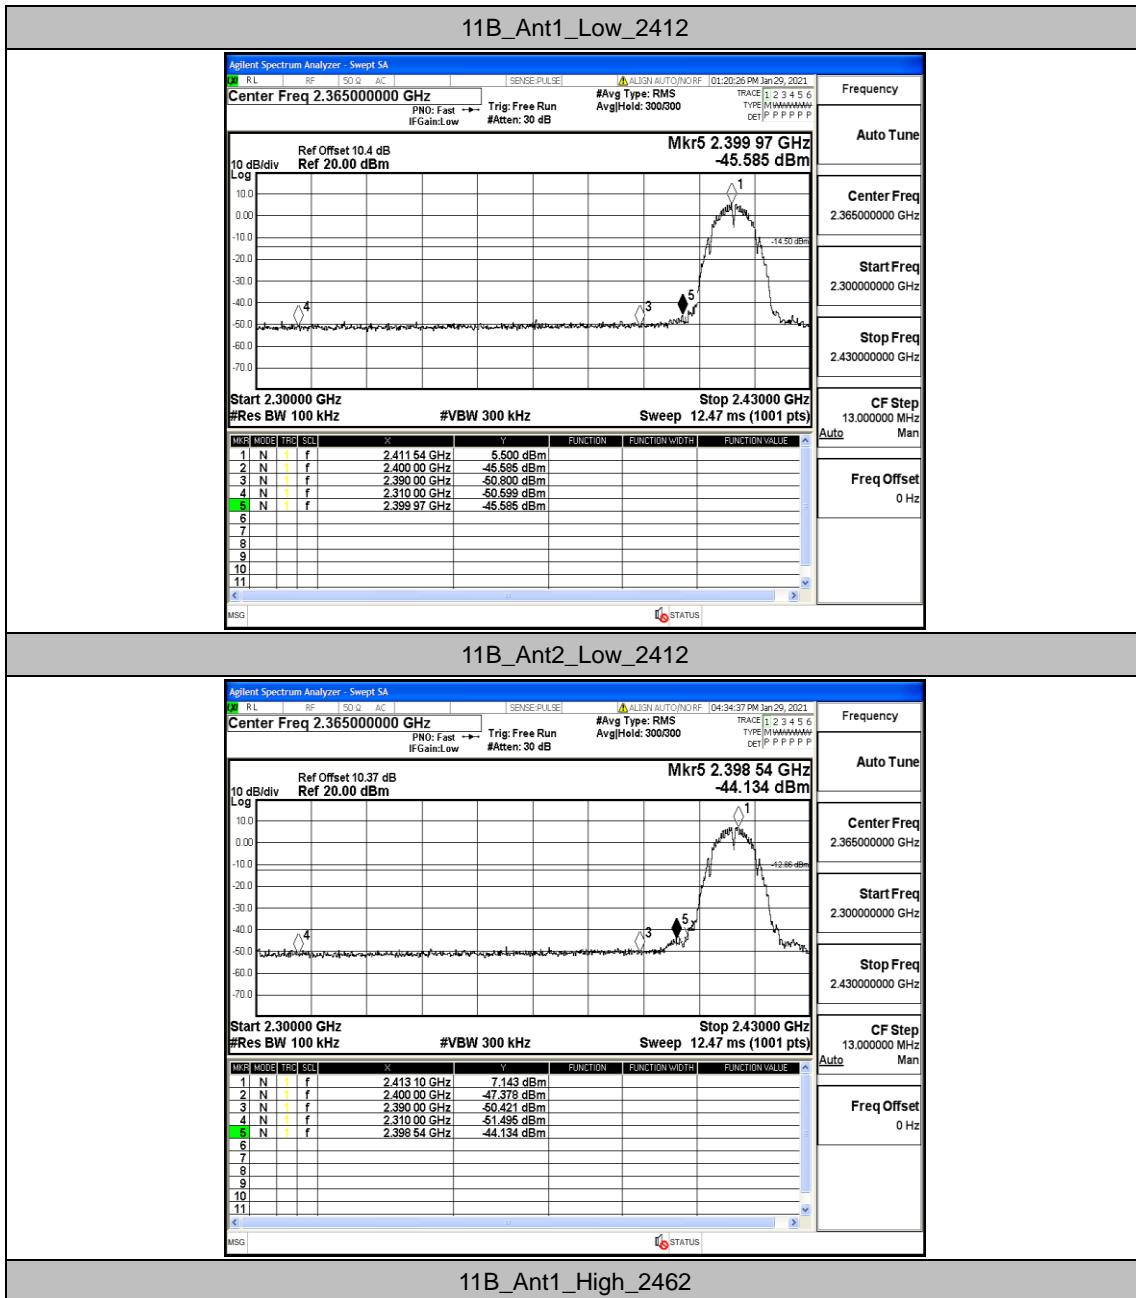 11B_Ant1_Low_2412
Agilent Spectrum Analyzer - Swept SA
RL RF 50 Ω AC SENSE:PULSE ALIGN AUTO/NO RF 01:20:26 PM Jan 29, 2021
Center Freq 2.365000000 GHz
PNO: Fast
IFGain:Low
Trig: Free Run
#Atten: 30 dB
#Avg Type: RMS
Avg|Hold: 300/300
TRACE 1 2 3 4 5 6
TYPE M
DET P P P P P P
Frequency
Auto Tune
Center Freq
2.365000000 GHz
Start Freq
2.300000000 GHz
Stop Freq
2.430000000 GHz
CF Step
13.000000 MHz
Auto Man
Freq Offset
0 Hz
Mkr5 2.399 97 GHz
-45.585 dBm
Ref Offset 10.4 dB
10 dB/div Ref 20.00 dBm
Log
10.0
0.00
-10.0
-20.0
-30.0
-40.0
-50.0
-60.0
-70.0
1
-14.50 dBm
4
3
5
Start 2.30000 GHz Stop 2.43000 GHz
#Res BW 100 kHz #VBW 300 kHz Sweep 12.47 ms (1001 pts)
MKR MODE TRC SCL X Y FUNCTION FUNCTION WIDTH FUNCTION VALUE
1 N 1 f 2.411 54 GHz 5.500 dBm
2 N 1 f 2.400 00 GHz -45.585 dBm
3 N 1 f 2.390 00 GHz -50.800 dBm
4 N 1 f 2.310 00 GHz -50.599 dBm
5 N 1 f 2.399 97 GHz -45.585 dBm
6
7
8
9
10
11
MSG STATUS
11B_Ant2_Low_2412
Agilent Spectrum Analyzer - Swept SA
RL RF 50 Ω AC SENSE:PULSE ALIGN AUTO/NO RF 04:34:37 PM Jan 29, 2021
Center Freq 2.365000000 GHz
PNO: Fast
IFGain:Low
Trig: Free Run
#Atten: 30 dB
#Avg Type: RMS
Avg|Hold: 300/300
TRACE 1 2 3 4 5 6
TYPE M
DET P P P P P P
Frequency
Auto Tune
Center Freq
2.365000000 GHz
Start Freq
2.300000000 GHz
Stop Freq
2.430000000 GHz
CF Step
13.000000 MHz
Auto Man
Freq Offset
0 Hz
Mkr5 2.398 54 GHz
-44.134 dBm
Ref Offset 10.37 dB
10 dB/div Ref 20.00 dBm
Log
10.0
0.00
-10.0
-20.0
-30.0
-40.0
-50.0
-60.0
-70.0
1
-12.86 dBm
4
3
5
Start 2.30000 GHz Stop 2.43000 GHz
#Res BW 100 kHz #VBW 300 kHz Sweep 12.47 ms (1001 pts)
MKR MODE TRC SCL X Y FUNCTION FUNCTION WIDTH FUNCTION VALUE
1 N 1 f 2.413 10 GHz 7.143 dBm
2 N 1 f 2.400 00 GHz -47.378 dBm
3 N 1 f 2.390 00 GHz -50.421 dBm
4 N 1 f 2.310 00 GHz -51.495 dBm
5 N 1 f 2.398 54 GHz -44.134 dBm
6
7
8
9
10
11
MSG STATUS
11B_Ant1_High_2462